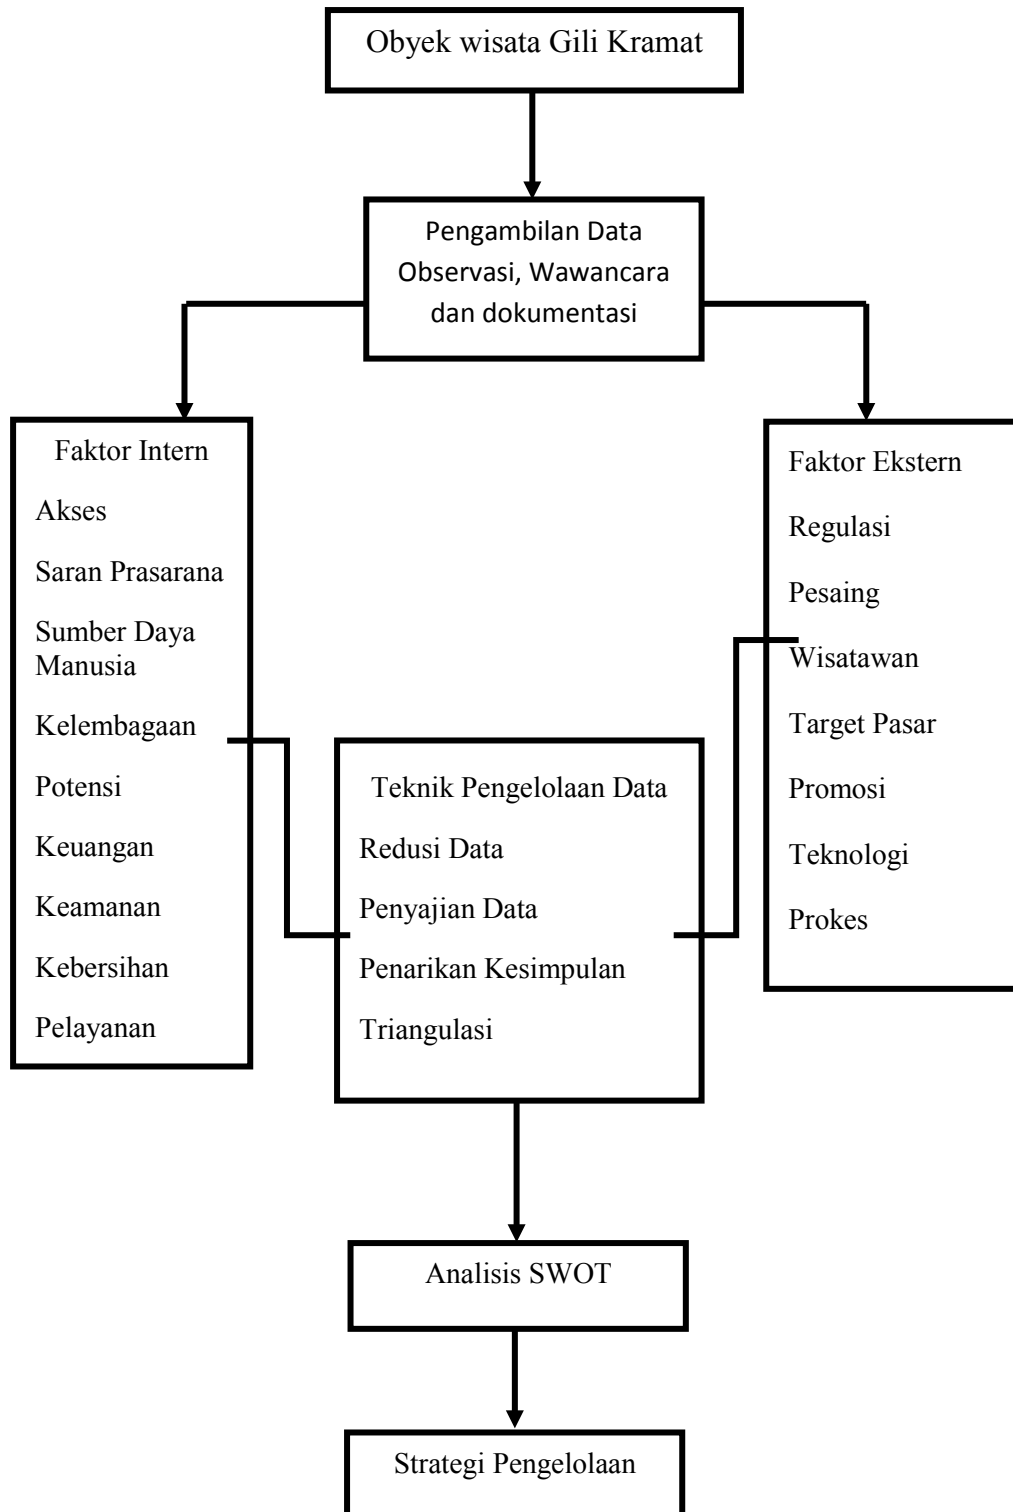 Obyek wisata Gili Kramat
Pengambilan Data
Observasi, Wawancara
dan dokumentasi
Faktor Intern
Akses
Saran Prasarana
Sumber Daya
Manusia
Kelembagaan
Potensi
Keuangan
Keamanan
Kebersihan
Pelayanan
Faktor Ekstern
Regulasi
Pesaing
Wisatawan
Target Pasar
Promosi
Teknologi
Prokes
Teknik Pengelolaan Data
Redusi Data
Penyajian Data
Penarikan Kesimpulan
Triangulasi
Analisis SWOT
Strategi Pengelolaan